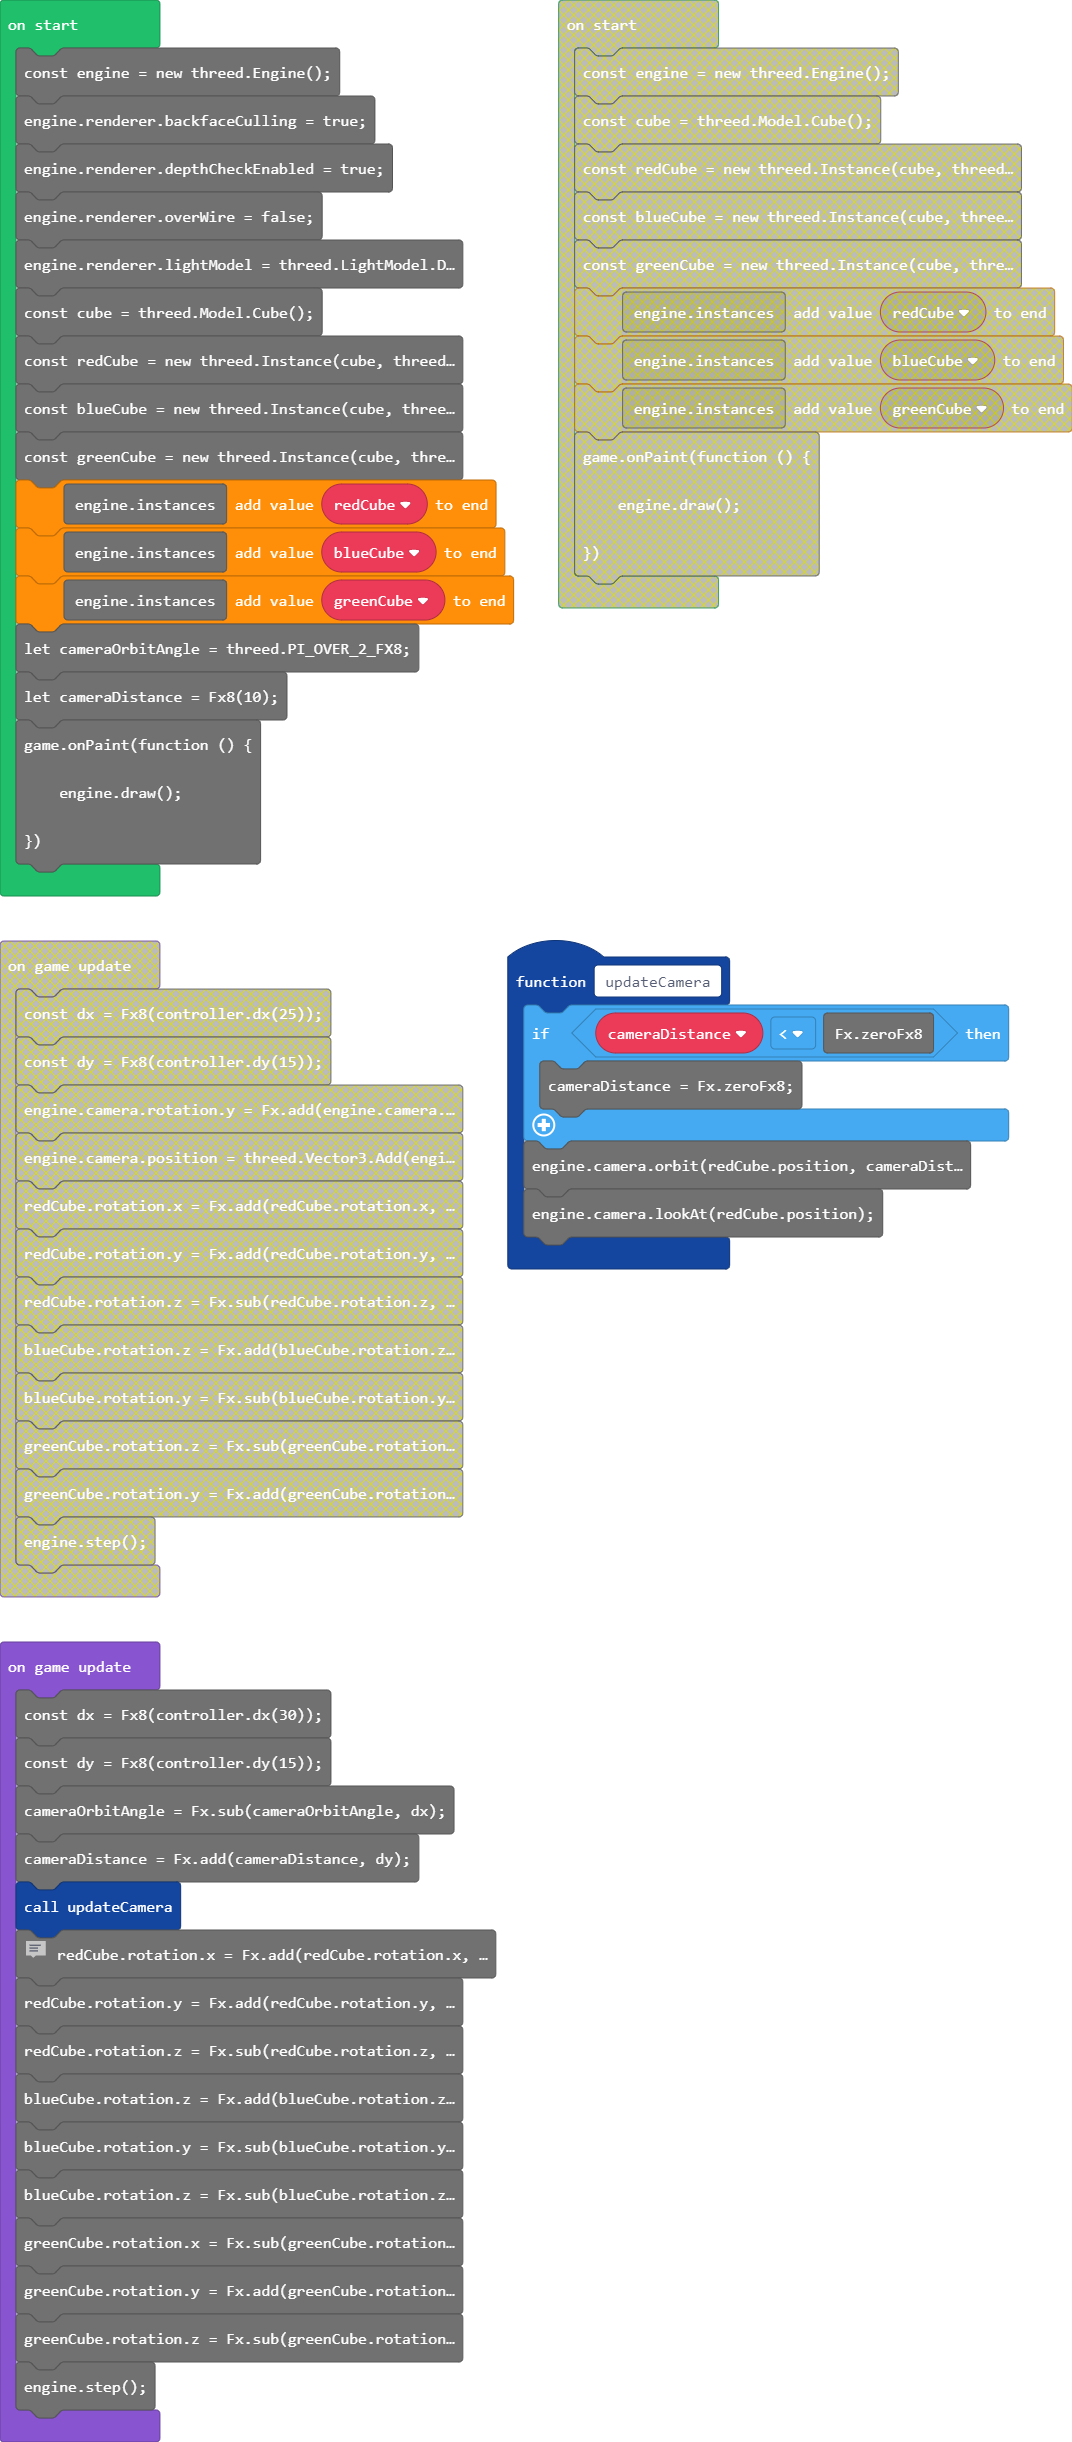 on start
const engine = new threed.Engine();
engine.renderer.backfaceCulling = true;
engine.renderer.depthCheckEnabled = true;
engine.renderer.overWire = false;
engine.renderer.lightModel = threed.LightModel.D…
const cube = threed.Model.Cube();
const redCube = new threed.Instance(cube, threed…
const blueCube = new threed.Instance(cube, three…
const greenCube = new threed.Instance(cube, thre…
engine.instances add value redCube to end
engine.instances add value blueCube to end
engine.instances add value greenCube to end
let cameraOrbitAngle = threed.PI_OVER_2_FX8;
let cameraDistance = Fx8(10);
game.onPaint(function () {
engine.draw();
})
on start
const engine = new threed.Engine();
const cube = threed.Model.Cube();
const redCube = new threed.Instance(cube, threed…
const blueCube = new threed.Instance(cube, three…
const greenCube = new threed.Instance(cube, thre…
engine.instances add value redCube to end
engine.instances add value blueCube to end
engine.instances add value greenCube to end
game.onPaint(function () {
engine.draw();
})
on game update
const dx = Fx8(controller.dx(25));
const dy = Fx8(controller.dy(15));
engine.camera.rotation.y = Fx.add(engine.camera.…
engine.camera.position = threed.Vector3.Add(engi…
redCube.rotation.x = Fx.add(redCube.rotation.x, …
redCube.rotation.y = Fx.add(redCube.rotation.y, …
redCube.rotation.z = Fx.sub(redCube.rotation.z, …
blueCube.rotation.z = Fx.add(blueCube.rotation.z…
blueCube.rotation.y = Fx.sub(blueCube.rotation.y…
greenCube.rotation.z = Fx.sub(greenCube.rotation…
greenCube.rotation.y = Fx.add(greenCube.rotation…
engine.step();
function updateCamera
if cameraDistance < Fx.zeroFx8 then
cameraDistance = Fx.zeroFx8;
engine.camera.orbit(redCube.position, cameraDist…
engine.camera.lookAt(redCube.position);
on game update
const dx = Fx8(controller.dx(30));
const dy = Fx8(controller.dy(15));
cameraOrbitAngle = Fx.sub(cameraOrbitAngle, dx);
cameraDistance = Fx.add(cameraDistance, dy);
call updateCamera
redCube.rotation.x = Fx.add(redCube.rotation.x, …
redCube.rotation.y = Fx.add(redCube.rotation.y, …
redCube.rotation.z = Fx.sub(redCube.rotation.z, …
blueCube.rotation.z = Fx.add(blueCube.rotation.z…
blueCube.rotation.y = Fx.sub(blueCube.rotation.y…
blueCube.rotation.z = Fx.sub(blueCube.rotation.z…
greenCube.rotation.x = Fx.sub(greenCube.rotation…
greenCube.rotation.y = Fx.add(greenCube.rotation…
greenCube.rotation.z = Fx.sub(greenCube.rotation…
engine.step();